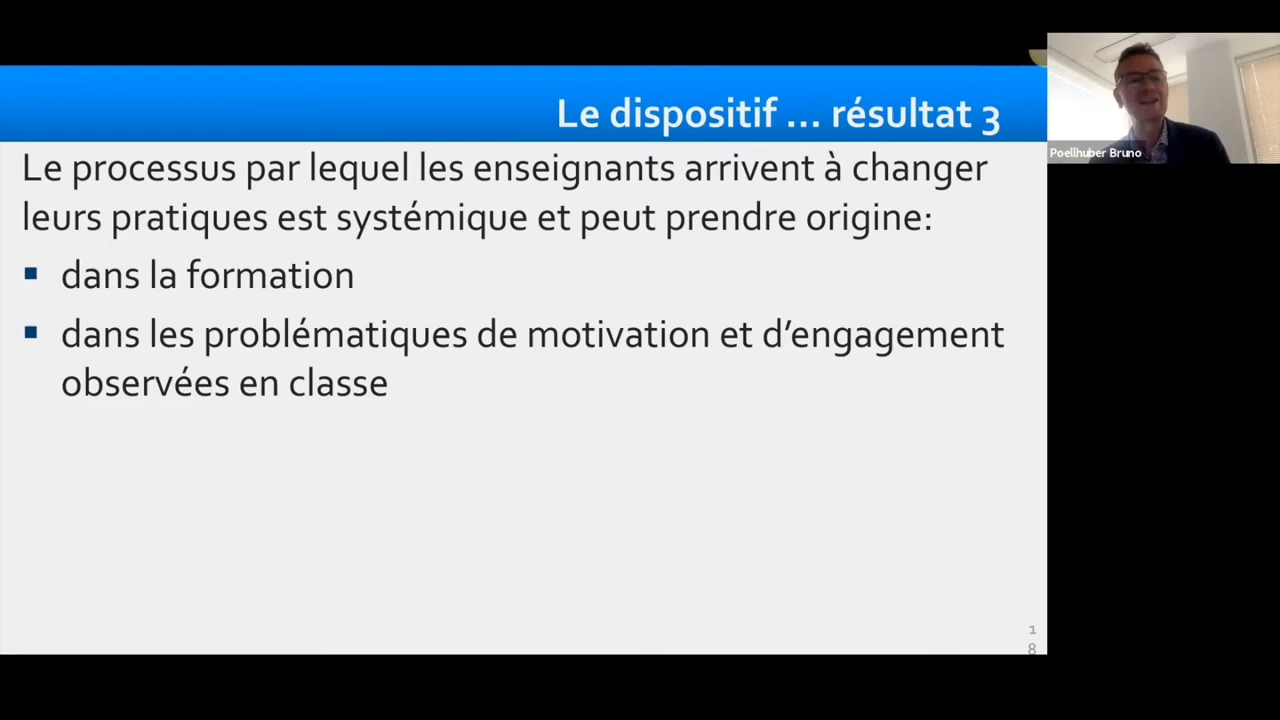 Le dispositif ... résultat 3
Le processus par lequel les enseignants arrivent à changer
leurs pratiques est systémique et peut prendre origine:
dans la formation
dans les problématiques de motivation et d’engagement
observées en classe
Poellhuber Bruno
1
8